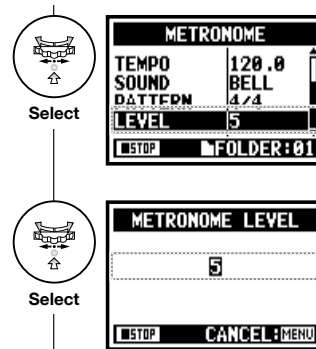 METRONOME
TEMPO 120.0
SOUND BELL
PATTERN 4/4
LEVEL 5
STOP FOLDER:01
Select
METRONOME LEVEL
5
Select
STOP CANCEL:MENU